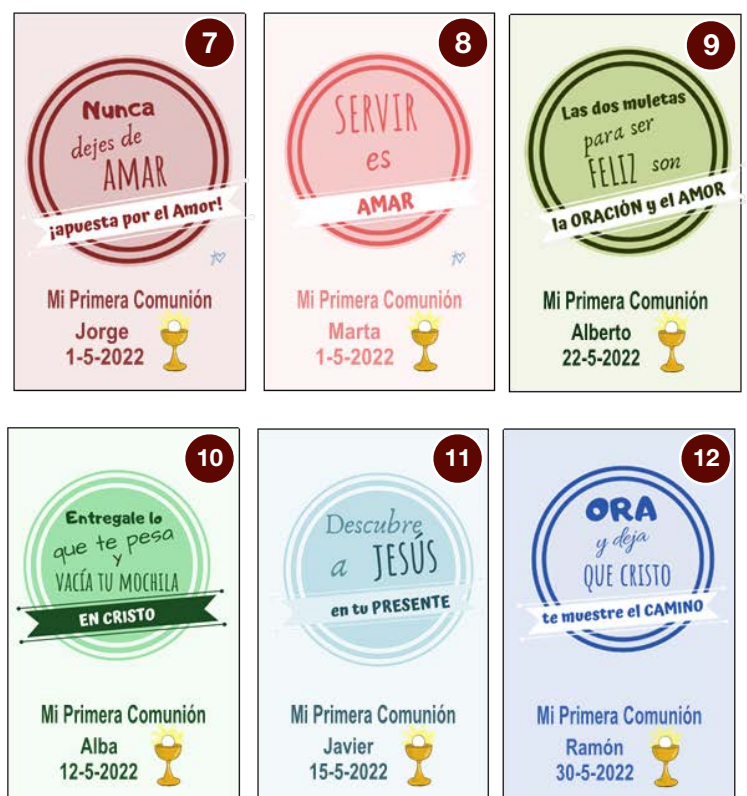 7
Nunca
dejes de
AMAR
¡apuesta por el Amor!
Mi Primera Comunión
Jorge
1-5-2022
8
SERVIR
es
AMAR
Mi Primera Comunión
Marta
1-5-2022
9
Las dos muletas
para ser
FELIZ son
la ORACIÓN y el AMOR
Mi Primera Comunión
Alberto
22-5-2022
10
Entregale lo
que te pesa
y
VACÍA TU MOCHILA
EN CRISTO
Mi Primera Comunión
Alba
12-5-2022
11
Descubre
a JESÚS
en tu PRESENTE
Mi Primera Comunión
Javier
15-5-2022
12
ORA
y deja
QUE CRISTO
te muestre el CAMINO
Mi Primera Comunión
Ramón
30-5-2022